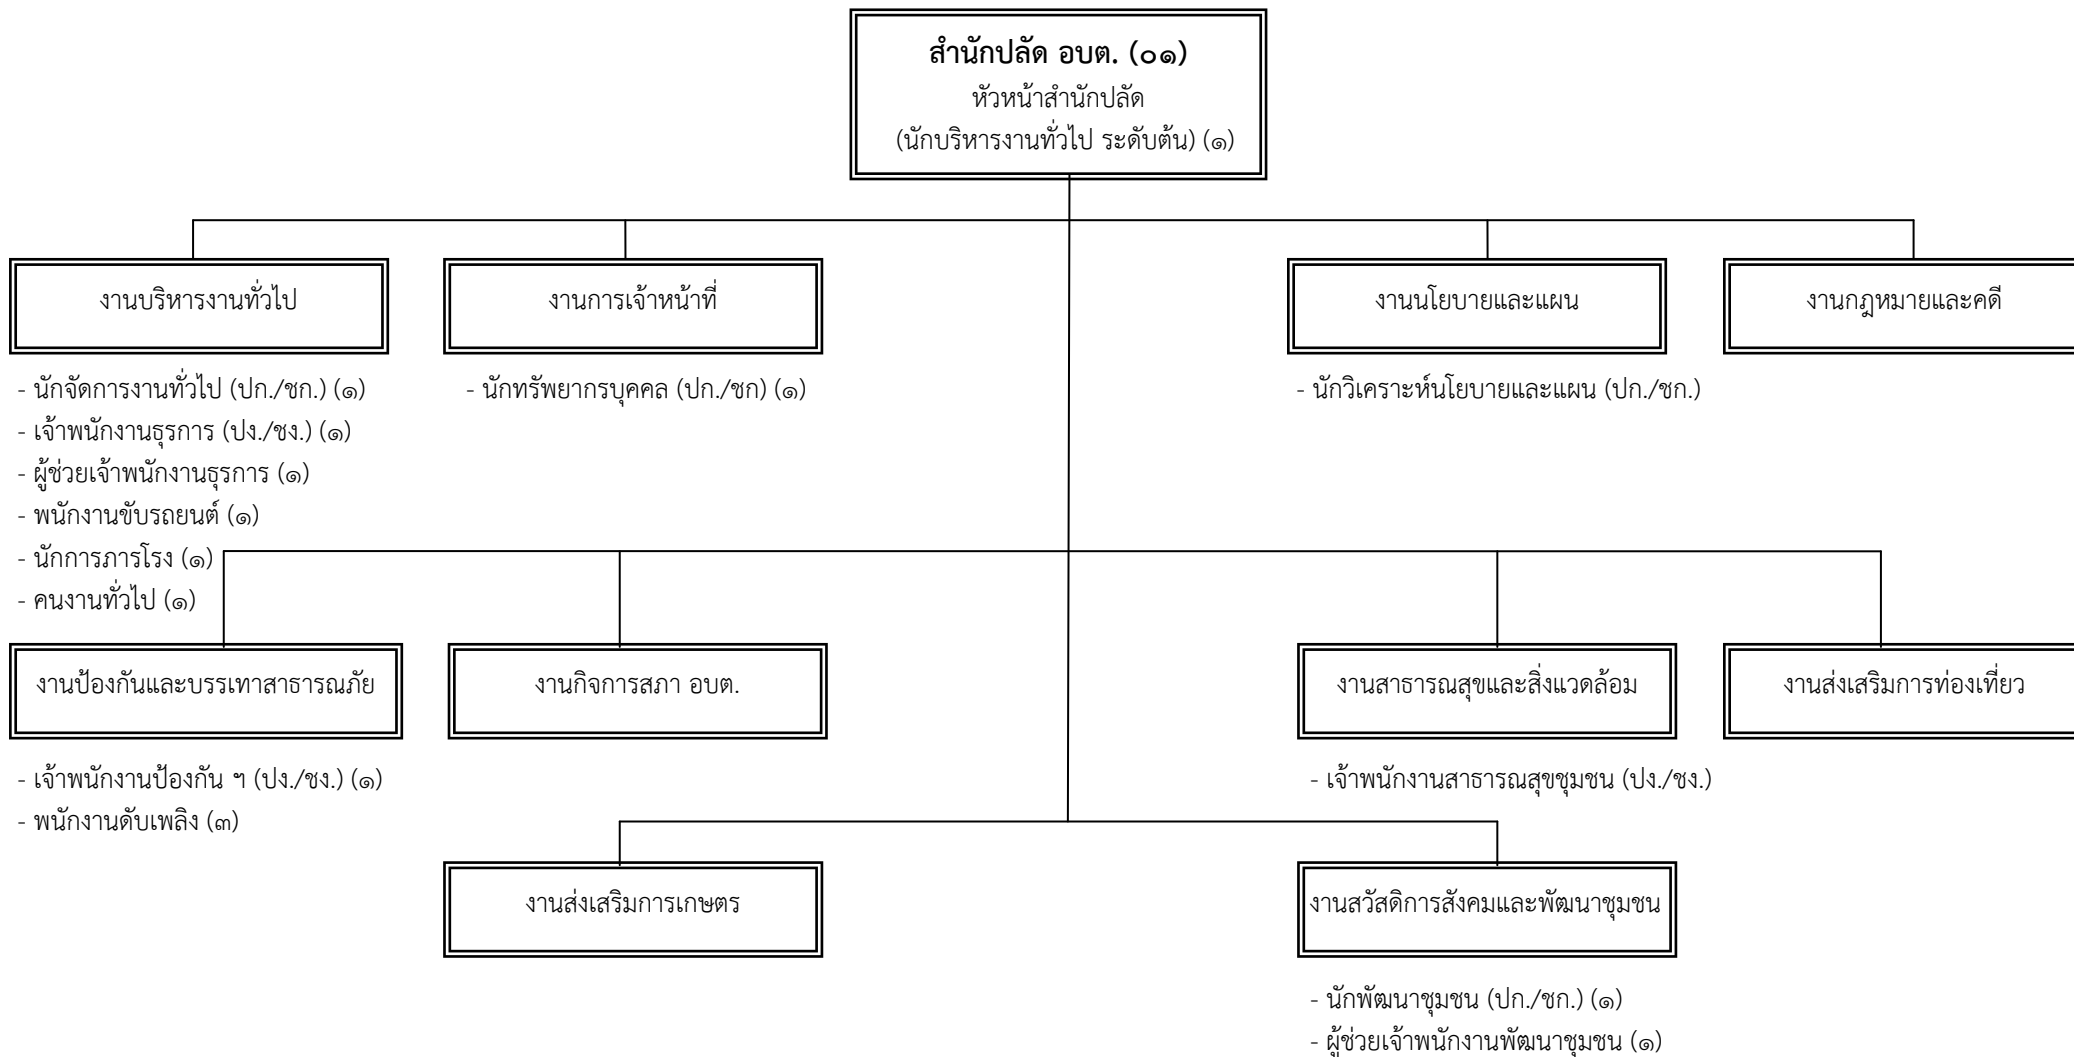 สำนักปลัด อบต. (๐๑)
หัวหน้าสำนักปลัด
(นักบริหารงานทั่วไป ระดับต้น) (๑)
งานบริหารงานทั่วไป
งานการเจ้าหน้าที่
งานนโยบายและแผน
งานกฎหมายและคดี
- นักจัดการงานทั่วไป (ปก./ชก.) (๑)
- เจ้าพนักงานธุรการ (ปง./ชง.) (๑)
- ผู้ช่วยเจ้าพนักงานธุรการ (๑)
- พนักงานขับรถยนต์ (๑)
- นักการภารโรง (๑)
- คนงานทั่วไป (๑)
- นักทรัพยากรบุคคล (ปก./ชก) (๑)
- นักวิเคราะห์นโยบายและแผน (ปก./ชก.)
งานป้องกันและบรรเทาสาธารณภัย
งานกิจการสภา อบต.
งานสาธารณสุขและสิ่งแวดล้อม
งานส่งเสริมการท่องเที่ยว
- เจ้าพนักงานป้องกัน ฯ (ปง./ชง.) (๑)
- พนักงานดับเพลิง (๓)
- เจ้าพนักงานสาธารณสุขชุมชน (ปง./ชง.)
งานส่งเสริมการเกษตร
งานสวัสดิการสังคมและพัฒนาชุมชน
- นักพัฒนาชุมชน (ปก./ชก.) (๑)
- ผู้ช่วยเจ้าพนักงานพัฒนาชุมชน (๑)